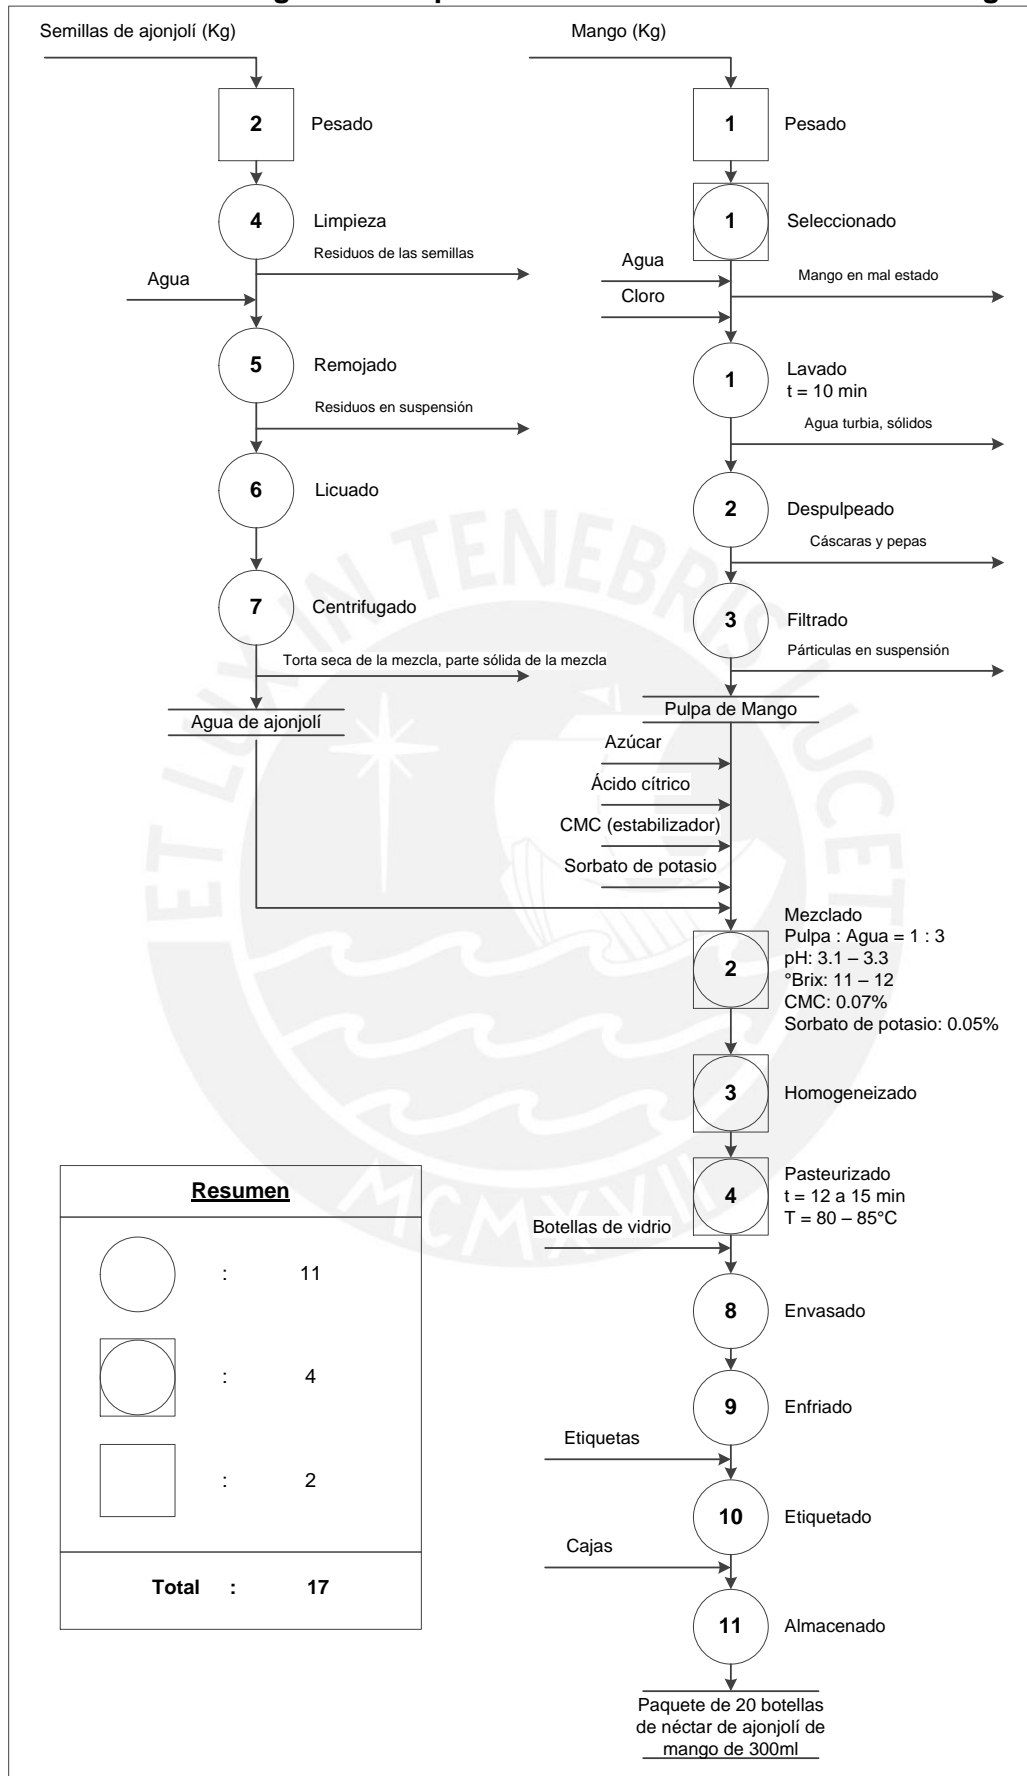 Semillas de ajonjolí (Kg)
Mango (Kg)
2
Pesado
1
Pesado
4
Limpieza
1
Seleccionado
Residuos de las semillas
Agua
Agua
Mango en mal estado
Cloro
5
Remojado
1
Lavado
t = 10 min
Residuos en suspensión
Agua turbia, sólidos
6
Licuado
2
Despulpeado
Cáscaras y pepas
7
Centrifugado
3
Filtrado
Torta seca de la mezcla, parte sólida de la mezcla
Párticulas en suspensión
Agua de ajonjolí
Pulpa de Mango
Azúcar
Ácido cítrico
CMC (estabilizador)
Sorbato de potasio
2
Mezclado
Pulpa : Agua = 1 : 3
pH: 3.1 – 3.3
°Brix: 11 – 12
CMC: 0.07%
Sorbato de potasio: 0.05%
3
Homogeneizado
4
Pasteurizado
t = 12 a 15 min
T = 80 – 85°C
Botellas de vidrio
8
Envasado
9
Enfriado
Etiquetas
10
Etiquetado
Cajas
11
Almacenado
Paquete de 20 botellas
de néctar de ajonjolí de
mango de 300ml
Resumen
: 11
: 4
: 2
Total : 17
ET LUX IN TENEBRIS LUCET
MCMXVII